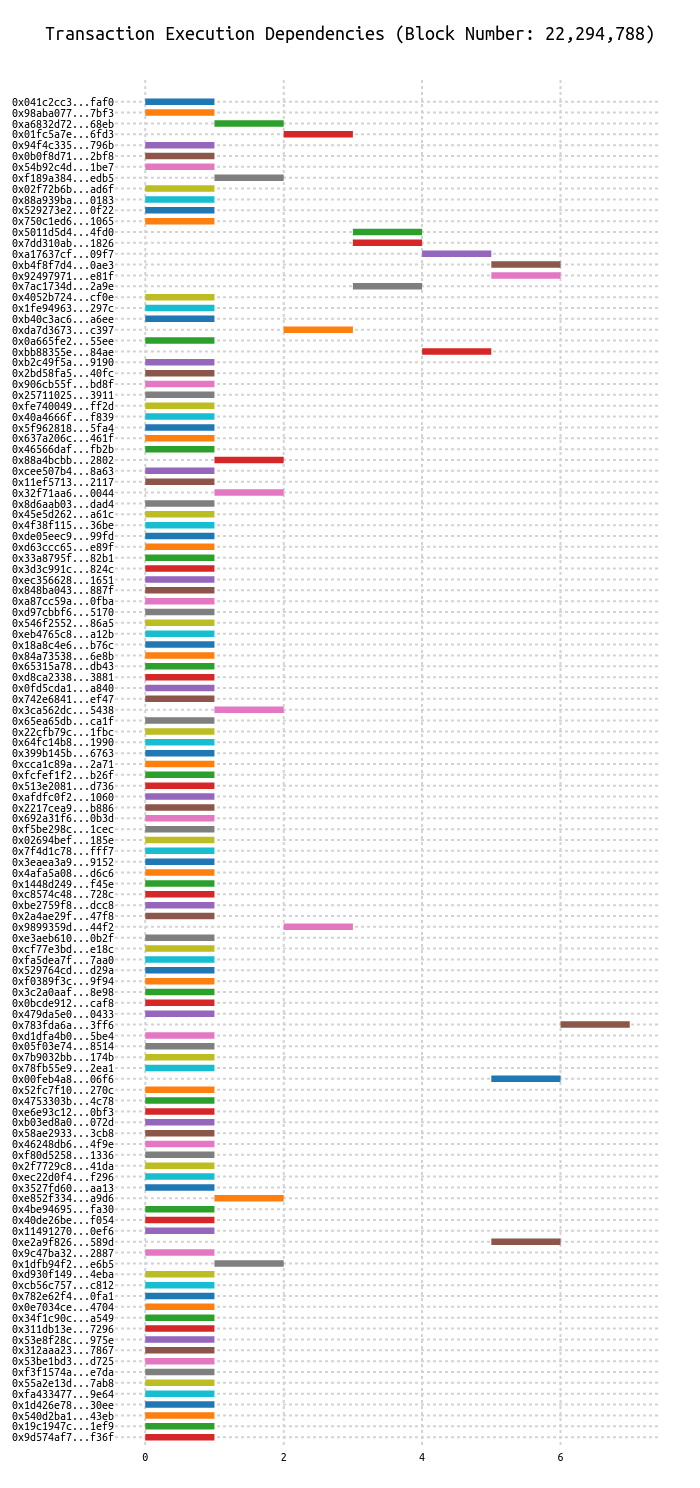 Transaction Execution Dependencies (Block Number: 22,294,788)
0x041c2cc3...faf0
0x98aba077...7bf3
0xa6832d72...68eb
0x01fc5a7e...6fd3
0x94f4c335...796b
0x0b0f8d71...2bf8
0x54b92c4d...1be7
0xf189a384...edb5
0x02f72b6b...ad6f
0x88a939ba...0183
0x529273e2...0f22
0x750c1ed6...1065
0x5011d5d4...4fd0
0x7dd310ab...1826
0xa17637cf...09f7
0xb4f8f7d4...0ae3
0x92497971...e81f
0x7ac1734d...2a9e
0x4052b724...cf0e
0x1fe94963...297c
0xb40c3ac6...a6ee
0xda7d3673...c397
0x0a665fe2...55ee
0xbb88355e...84ae
0xb2c49f5a...9190
0x2bd58fa5...40fc
0x906cb55f...bd8f
0x25711025...3911
0xfe740049...ff2d
0x40a4666f...f839
0x5f962818...5fa4
0x637a206c...461f
0x46566daf...fb2b
0x88a4bcbb...2802
0xcee507b4...8a63
0x11ef5713...2117
0x32f71aa6...0044
0x8d6aab03...dad4
0x45e5d262...a61c
0x4f38f115...36be
0xde05eec9...99fd
0xd63ccc65...e89f
0x33a8795f...82b1
0x3d3c991c...824c
0xec356628...1651
0x848ba043...887f
0xa87cc59a...0fba
0xd97cbbf6...5170
0x546f2552...86a5
0xeb4765c8...a12b
0x18a8c4e6...b76c
0x84a73538...6e8b
0x65315a78...db43
0xd8ca2338...3881
0x0fd5cda1...a840
0x742e6841...ef47
0x3ca562dc...5438
0x65ea65db...ca1f
0x22cfb79c...1fbc
0x64fc14b8...1990
0x399b145b...6763
0xcca1c89a...2a71
0xfcfef1f2...b26f
0x513e2081...d736
0xafdfc0f2...1060
0x2217cea9...b886
0x692a31f6...0b3d
0xf5be298c...1cec
0x02694bef...185e
0x7f4d1c78...fff7
0x3eaea3a9...9152
0x4afa5a08...d6c6
0x1448d249...f45e
0xc8574c48...728c
0xbe2759f8...dcc8
0x2a4ae29f...47f8
0x9899359d...44f2
0xe3aeb610...0b2f
0xcf77e3bd...e18c
0xfa5dea7f...7aa0
0x529764cd...d29a
0xf0389f3c...9f94
0x3c2a0aaf...8e98
0x0bcde912...caf8
0x479da5e0...0433
0x783fda6a...3ff6
0xd1dfa4b0...5be4
0x05f03e74...8514
0x7b9032bb...174b
0x78fb55e9...2ea1
0x00feb4a8...06f6
0x52fc7f10...270c
0x4753303b...4c78
0xe6e93c12...0bf3
0xb03ed8a0...072d
0x58ae2933...3cb8
0x46248db6...4f9e
0xf80d5258...1336
0x2f7729c8...41da
0xec22d0f4...f296
0x3527fd60...aa13
0xe852f334...a9d6
0x4be94695...fa30
0x40de26be...f054
0x11491270...0ef6
0xe2a9f826...589d
0x9c47ba32...2887
0x1dfb94f2...e6b5
0xd930f149...4eba
0xcb56c757...c812
0x782e62f4...0fa1
0x0e7034ce...4704
0x34f1c90c...a549
0x311db13e...7296
0x53e8f28c...975e
0x312aaa23...7867
0x53be1bd3...d725
0xf3f1574a...e7da
0x55a2e13d...7ab8
0xfa433477...9e64
0x1d426e78...30ee
0x540d2ba1...43eb
0x19c1947c...1ef9
0x9d574af7...f36f
0 2 4 6